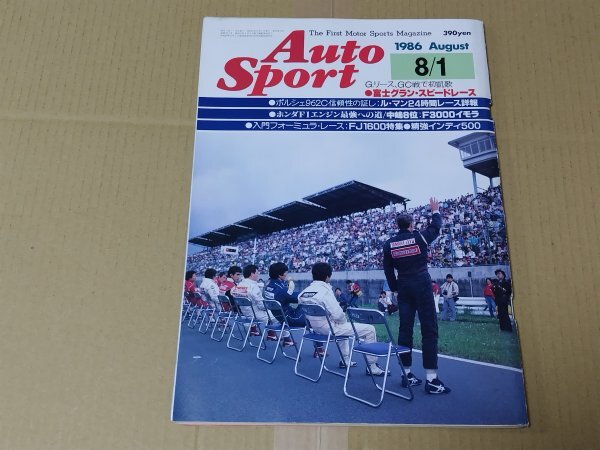 The First Motor Sports Magazine
390yen
Auto Sport
1986 August
8/1
Gリース、GC戦で初凱歌
●富士グラン・スピードレース
●ポルシェ962C信頼性の証し:ル・マン24時間レース詳報
●ホンダF1エンジン最強への道/中嶋8位:F3000イモラ
●入門フォーミュラ・レース:FJ1600特集●精強インディ500